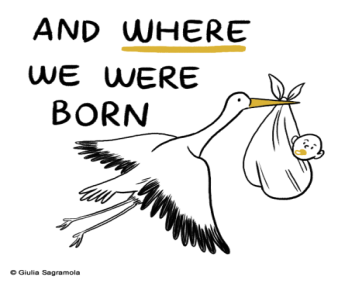 AND WHERE
WE WERE
BORN
© Giulia Sagramola